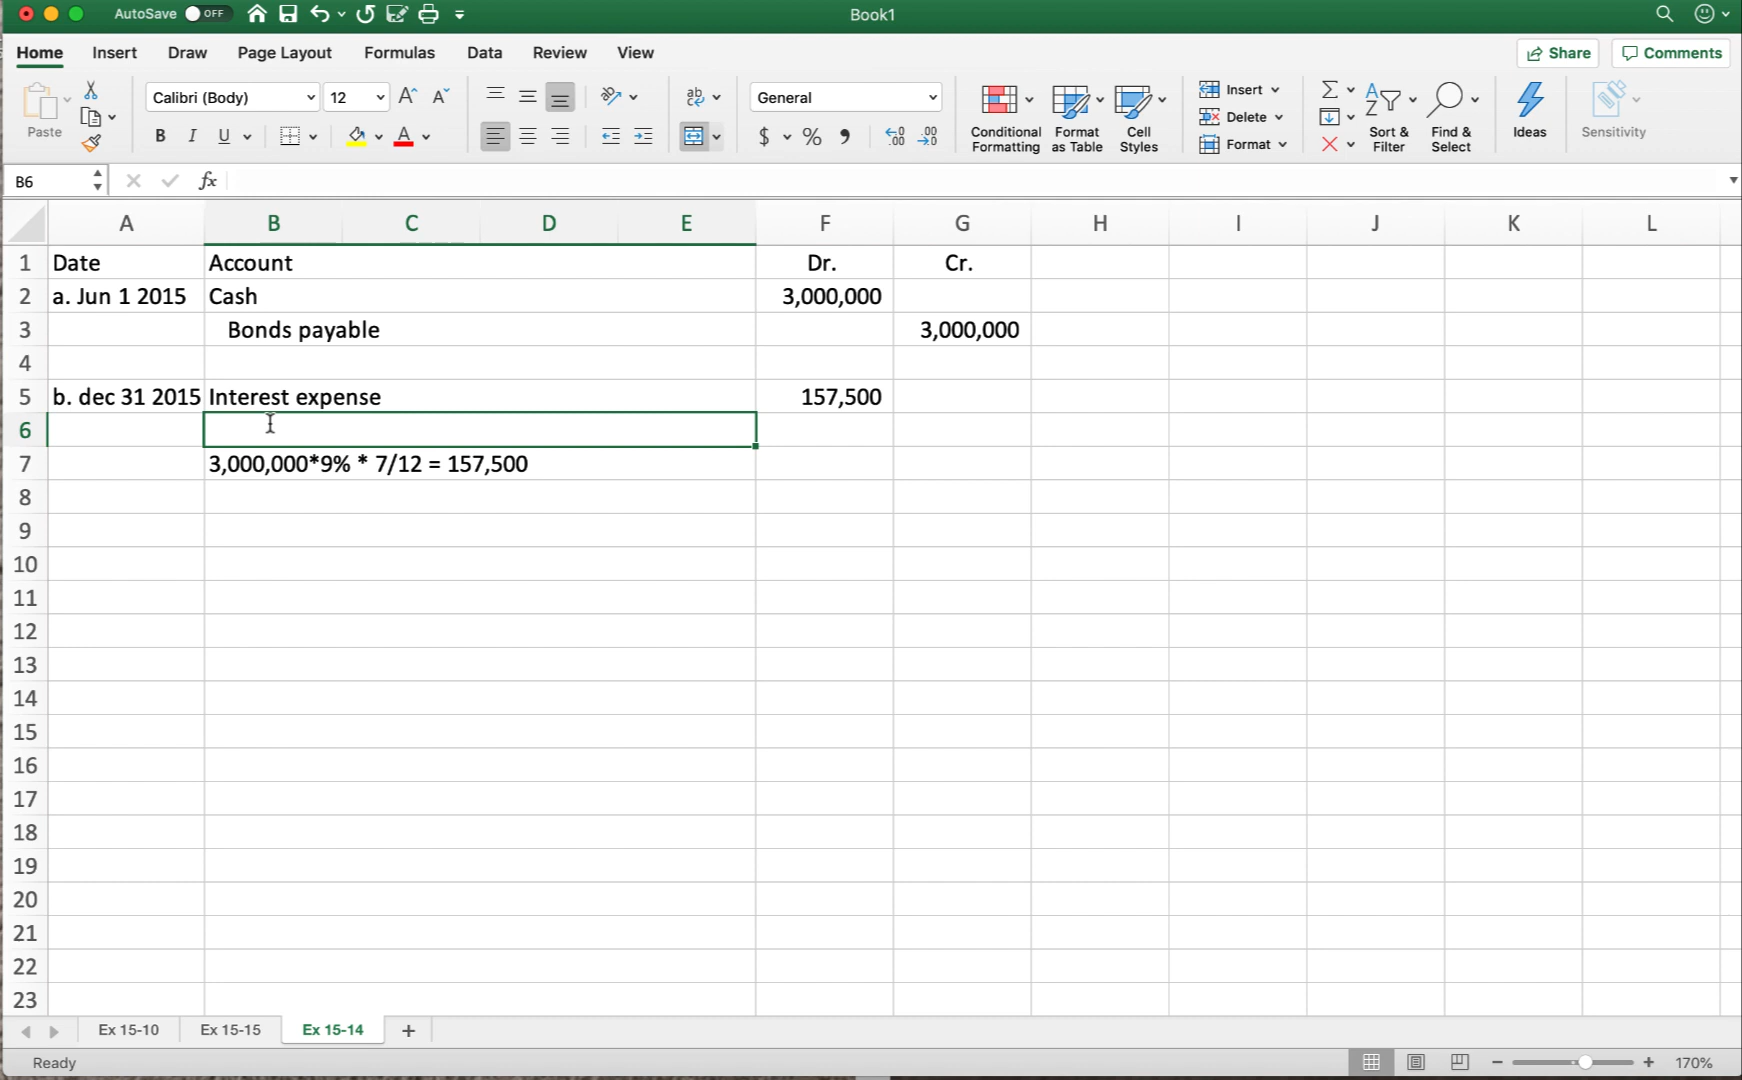 AutoSave OFF Book1
Home Insert Draw Page Layout Formulas Data Review View Share Comments
Paste
Calibri (Body) 12
B I U
General
$ %
Conditional Formatting
Format as Table
Cell Styles
Insert
Delete
Format
Sort & Filter
Find & Select
Ideas
Sensitivity
B6 fx
A B C D E F G H I J K L
1 Date Account Dr. Cr.
2 a. Jun 1 2015 Cash 3,000,000
3 Bonds payable 3,000,000
4
5 b. dec 31 2015 Interest expense 157,500
6
7 3,000,000*9% * 7/12 = 157,500
8
9
10
11
12
13
14
15
16
17
18
19
20
21
22
23
Ex 15-10 Ex 15-15 Ex 15-14 +
Ready 170%